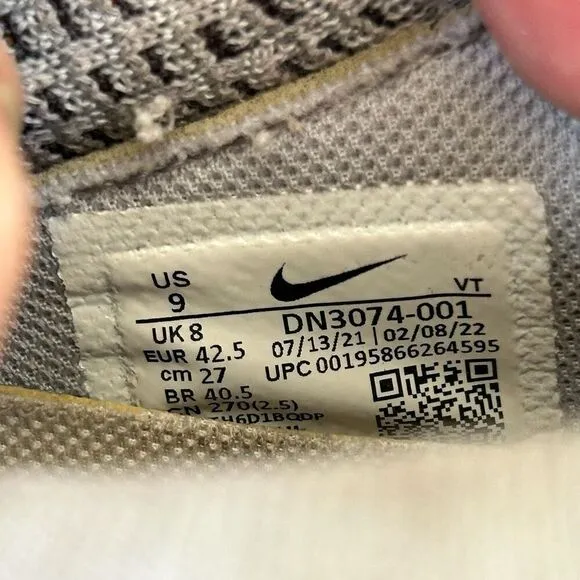 US
9
VT
UK 8
DN3074-001
EUR 42.5
07/13/21 | 02/08/22
cm 27
UPC 00195866264595
BR 40.5
CN 270(2.5)
H6D1BQDP